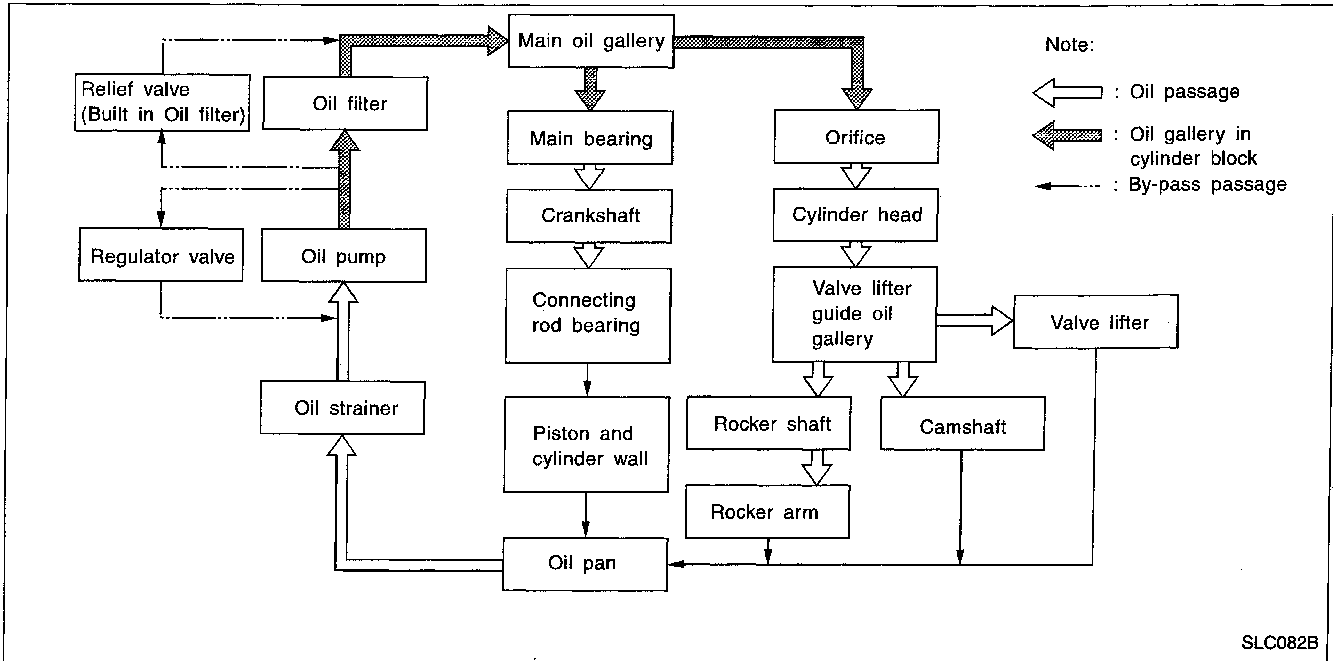 Main oil gallery
Note:
Relief valve
(Built in Oil filter)
Oil filter
: Oil passage
Main bearing
Orifice
: Oil gallery in
cylinder block
: By-pass passage
Crankshaft
Cylinder head
Regulator valve
Oil pump
Connecting
rod bearing
Valve lifter
guide oil
gallery
Valve lifter
Oil strainer
Piston and
cylinder wall
Rocker shaft
Camshaft
Rocker arm
Oil pan
SLC082B